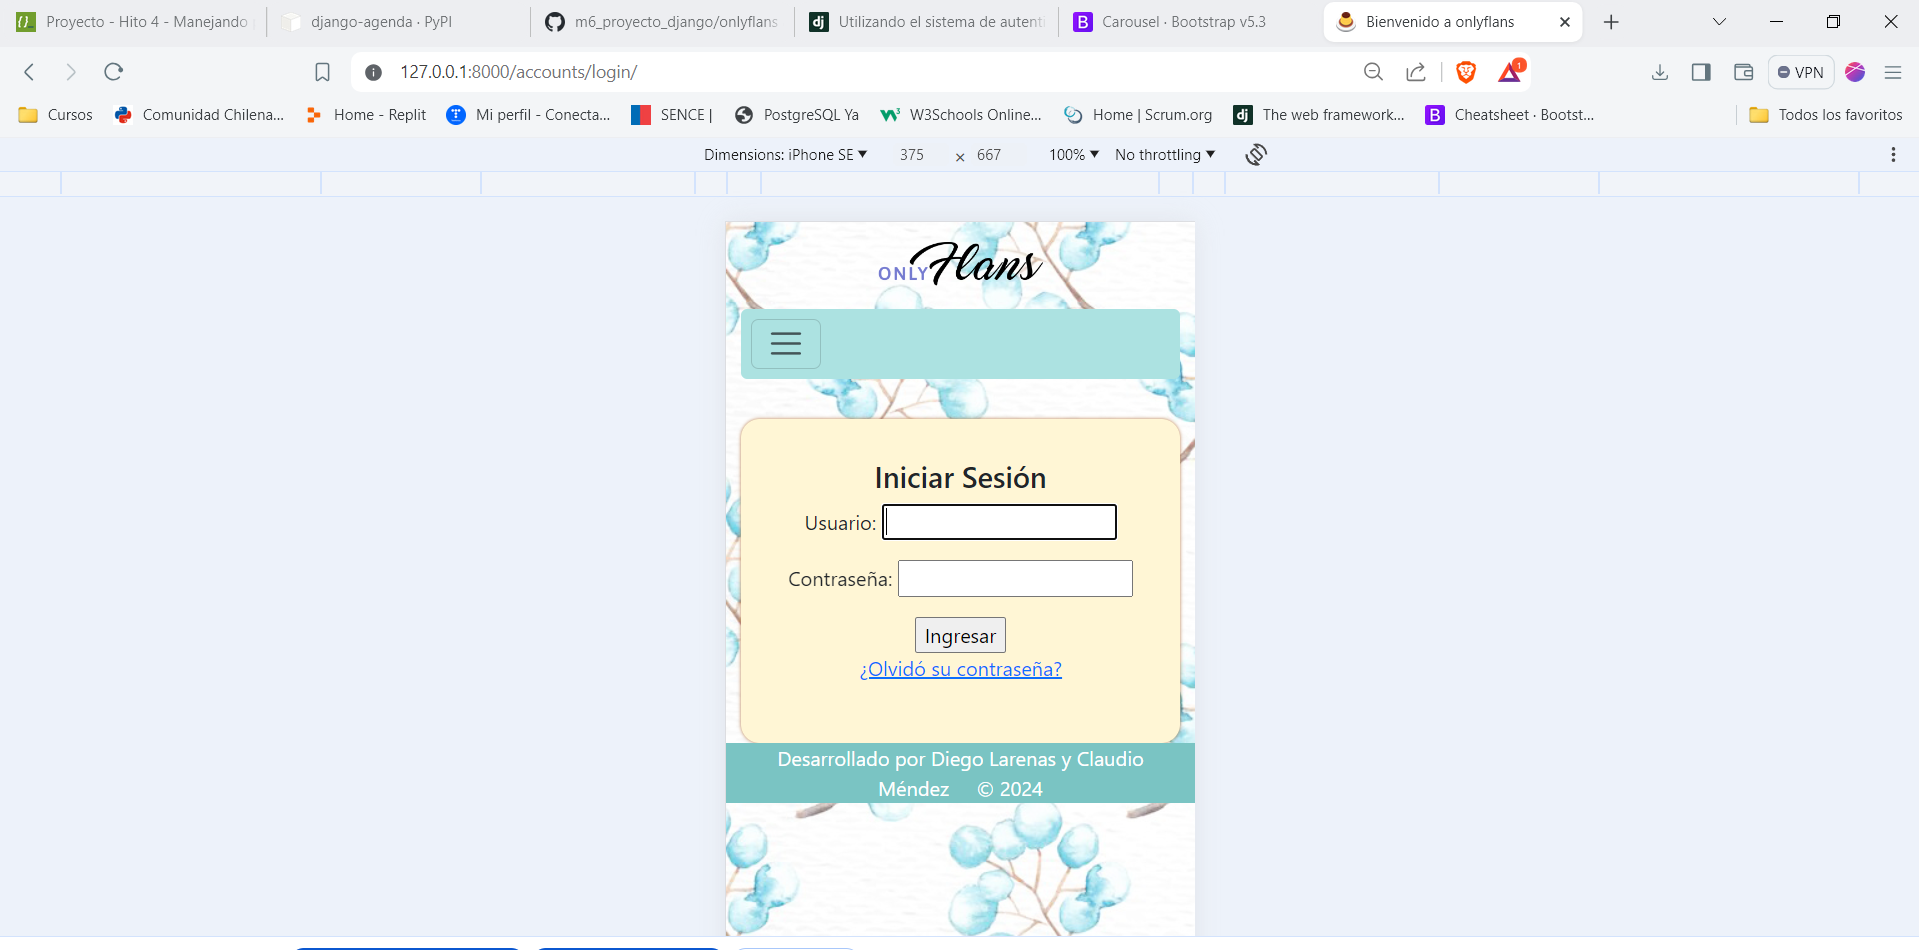 Proyecto - Hito 4 - Manejando
django-agenda · PyPI
m6_proyecto_django/onlyflans
Utilizando el sistema de autenti
Carousel · Bootstrap v5.3
Bienvenido a onlyflans
127.0.0.1:8000/accounts/login/
1
VPN
Cursos
Comunidad Chilena...
Home - Replit
Mi perfil - Conecta...
SENCE |
PostgreSQL Ya
W3Schools Online...
Home | Scrum.org
The web framework...
Cheatsheet · Bootst...
Todos los favoritos
Dimensions: iPhone SE ▼ 375 × 667 100% ▼ No throttling ▼
ONLY Flans
Iniciar Sesión
Usuario:
Contraseña:
Ingresar
¿Olvidó su contraseña?
Desarrollado por Diego Larenas y Claudio
Méndez © 2024